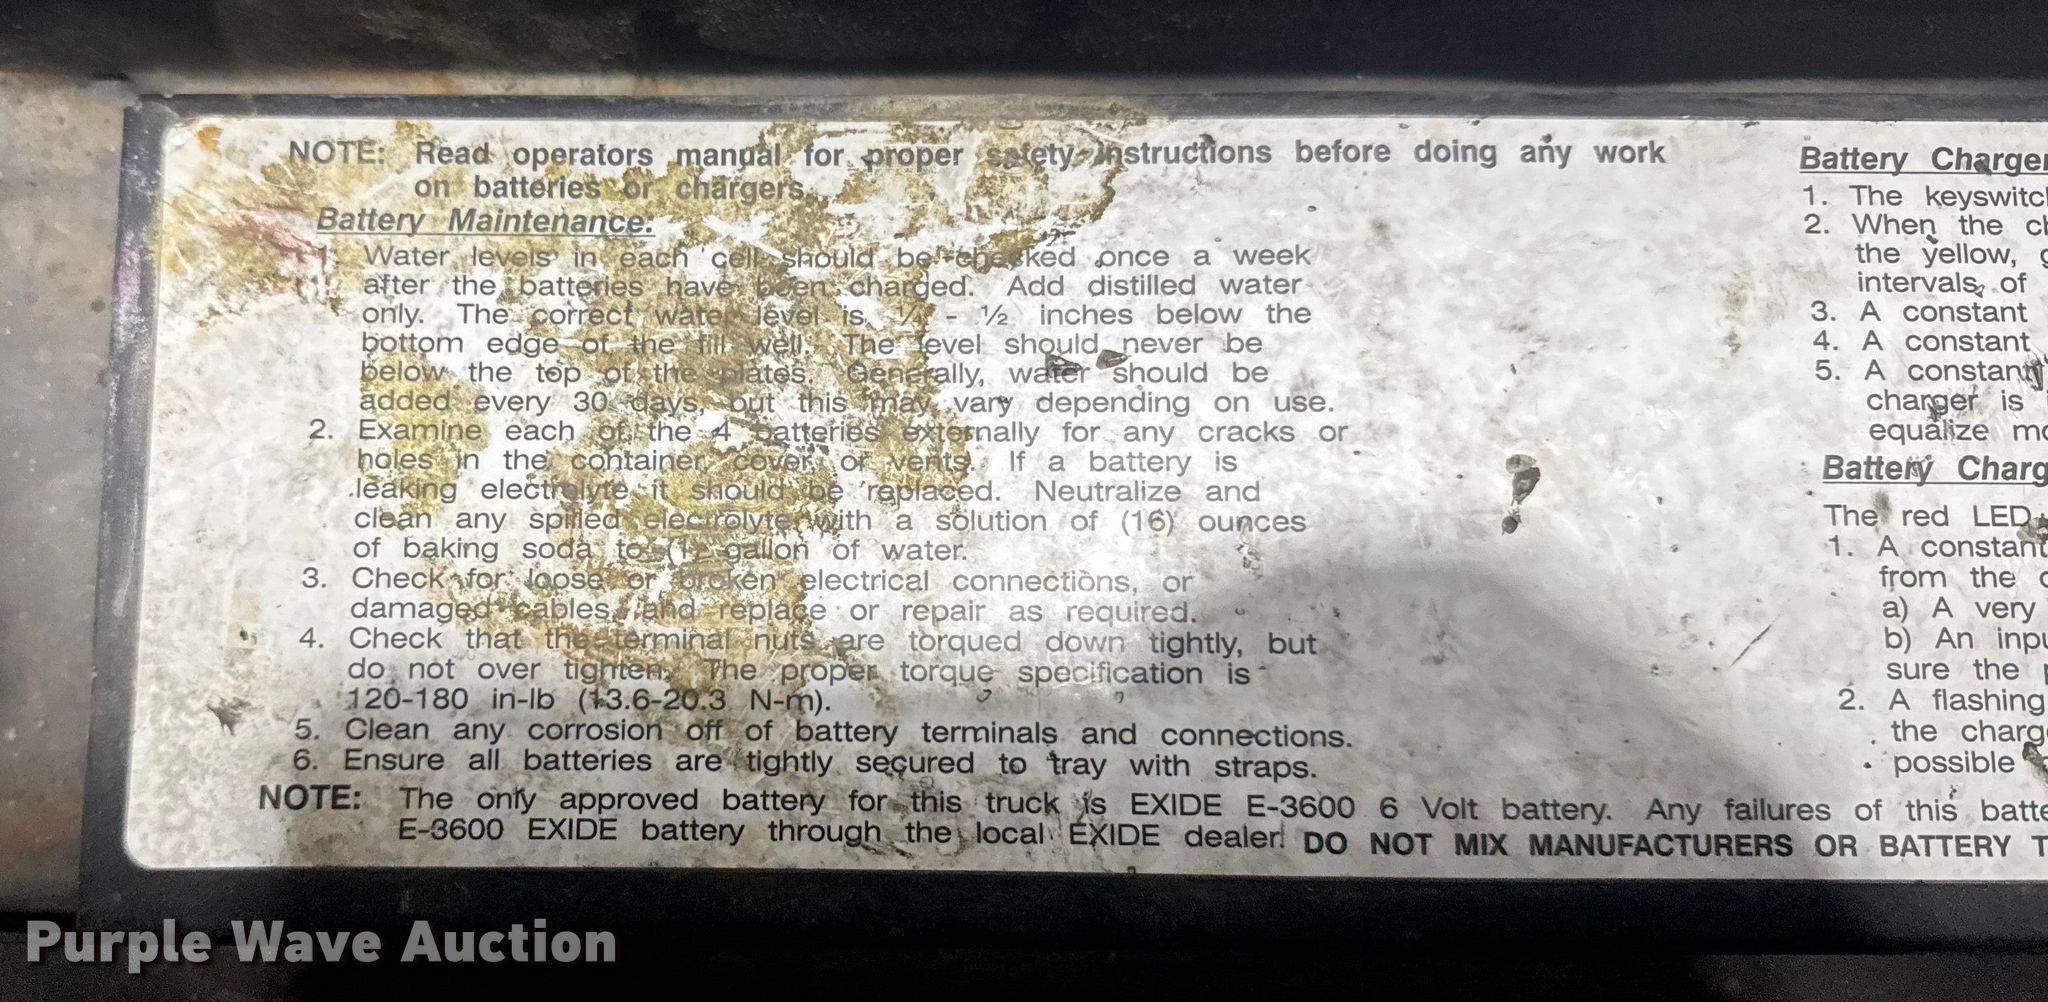 NOTE: Read operators manual for proper safety instructions before doing any work
on batteries or chargers.
Battery Maintenance:
1. Water levels in each cell should be checked once a week
after the batteries have been charged. Add distilled water
only. The correct water level is ¼ - ½ inches below the
bottom edge of the fill well. The level should never be
below the top of the plates. Generally, water should be
added every 30 days, but this may vary depending on use.
2. Examine each of the 4 batteries externally for any cracks or
holes in the container, cover, or vents. If a battery is
leaking electrolyte it should be replaced. Neutralize and
clean any spilled electrolyte with a solution of (16) ounces
of baking soda to (1) gallon of water.
3. Check for loose or broken electrical connections, or
damaged cables, and replace or repair as required.
4. Check that the terminal nuts are torqued down tightly, but
do not over tighten. The proper torque specification is
120-180 in-lb (13.6-20.3 N-m).
5. Clean any corrosion off of battery terminals and connections.
6. Ensure all batteries are tightly secured to tray with straps.
NOTE: The only approved battery for this truck is EXIDE E-3600 6 Volt battery. Any failures of this batte
E-3600 EXIDE battery through the local EXIDE dealer. DO NOT MIX MANUFACTURERS OR BATTERY T
Battery Charger
1. The keyswitch
2. When the ch
the yellow, g
intervals of
3. A constant
4. A constant
5. A constant
charger is
equalize mo
Battery Charg
The red LED
1. A constant
from the
a) A very
b) An inpu
sure the
2. A flashing
the charg
possible
Purple Wave Auction